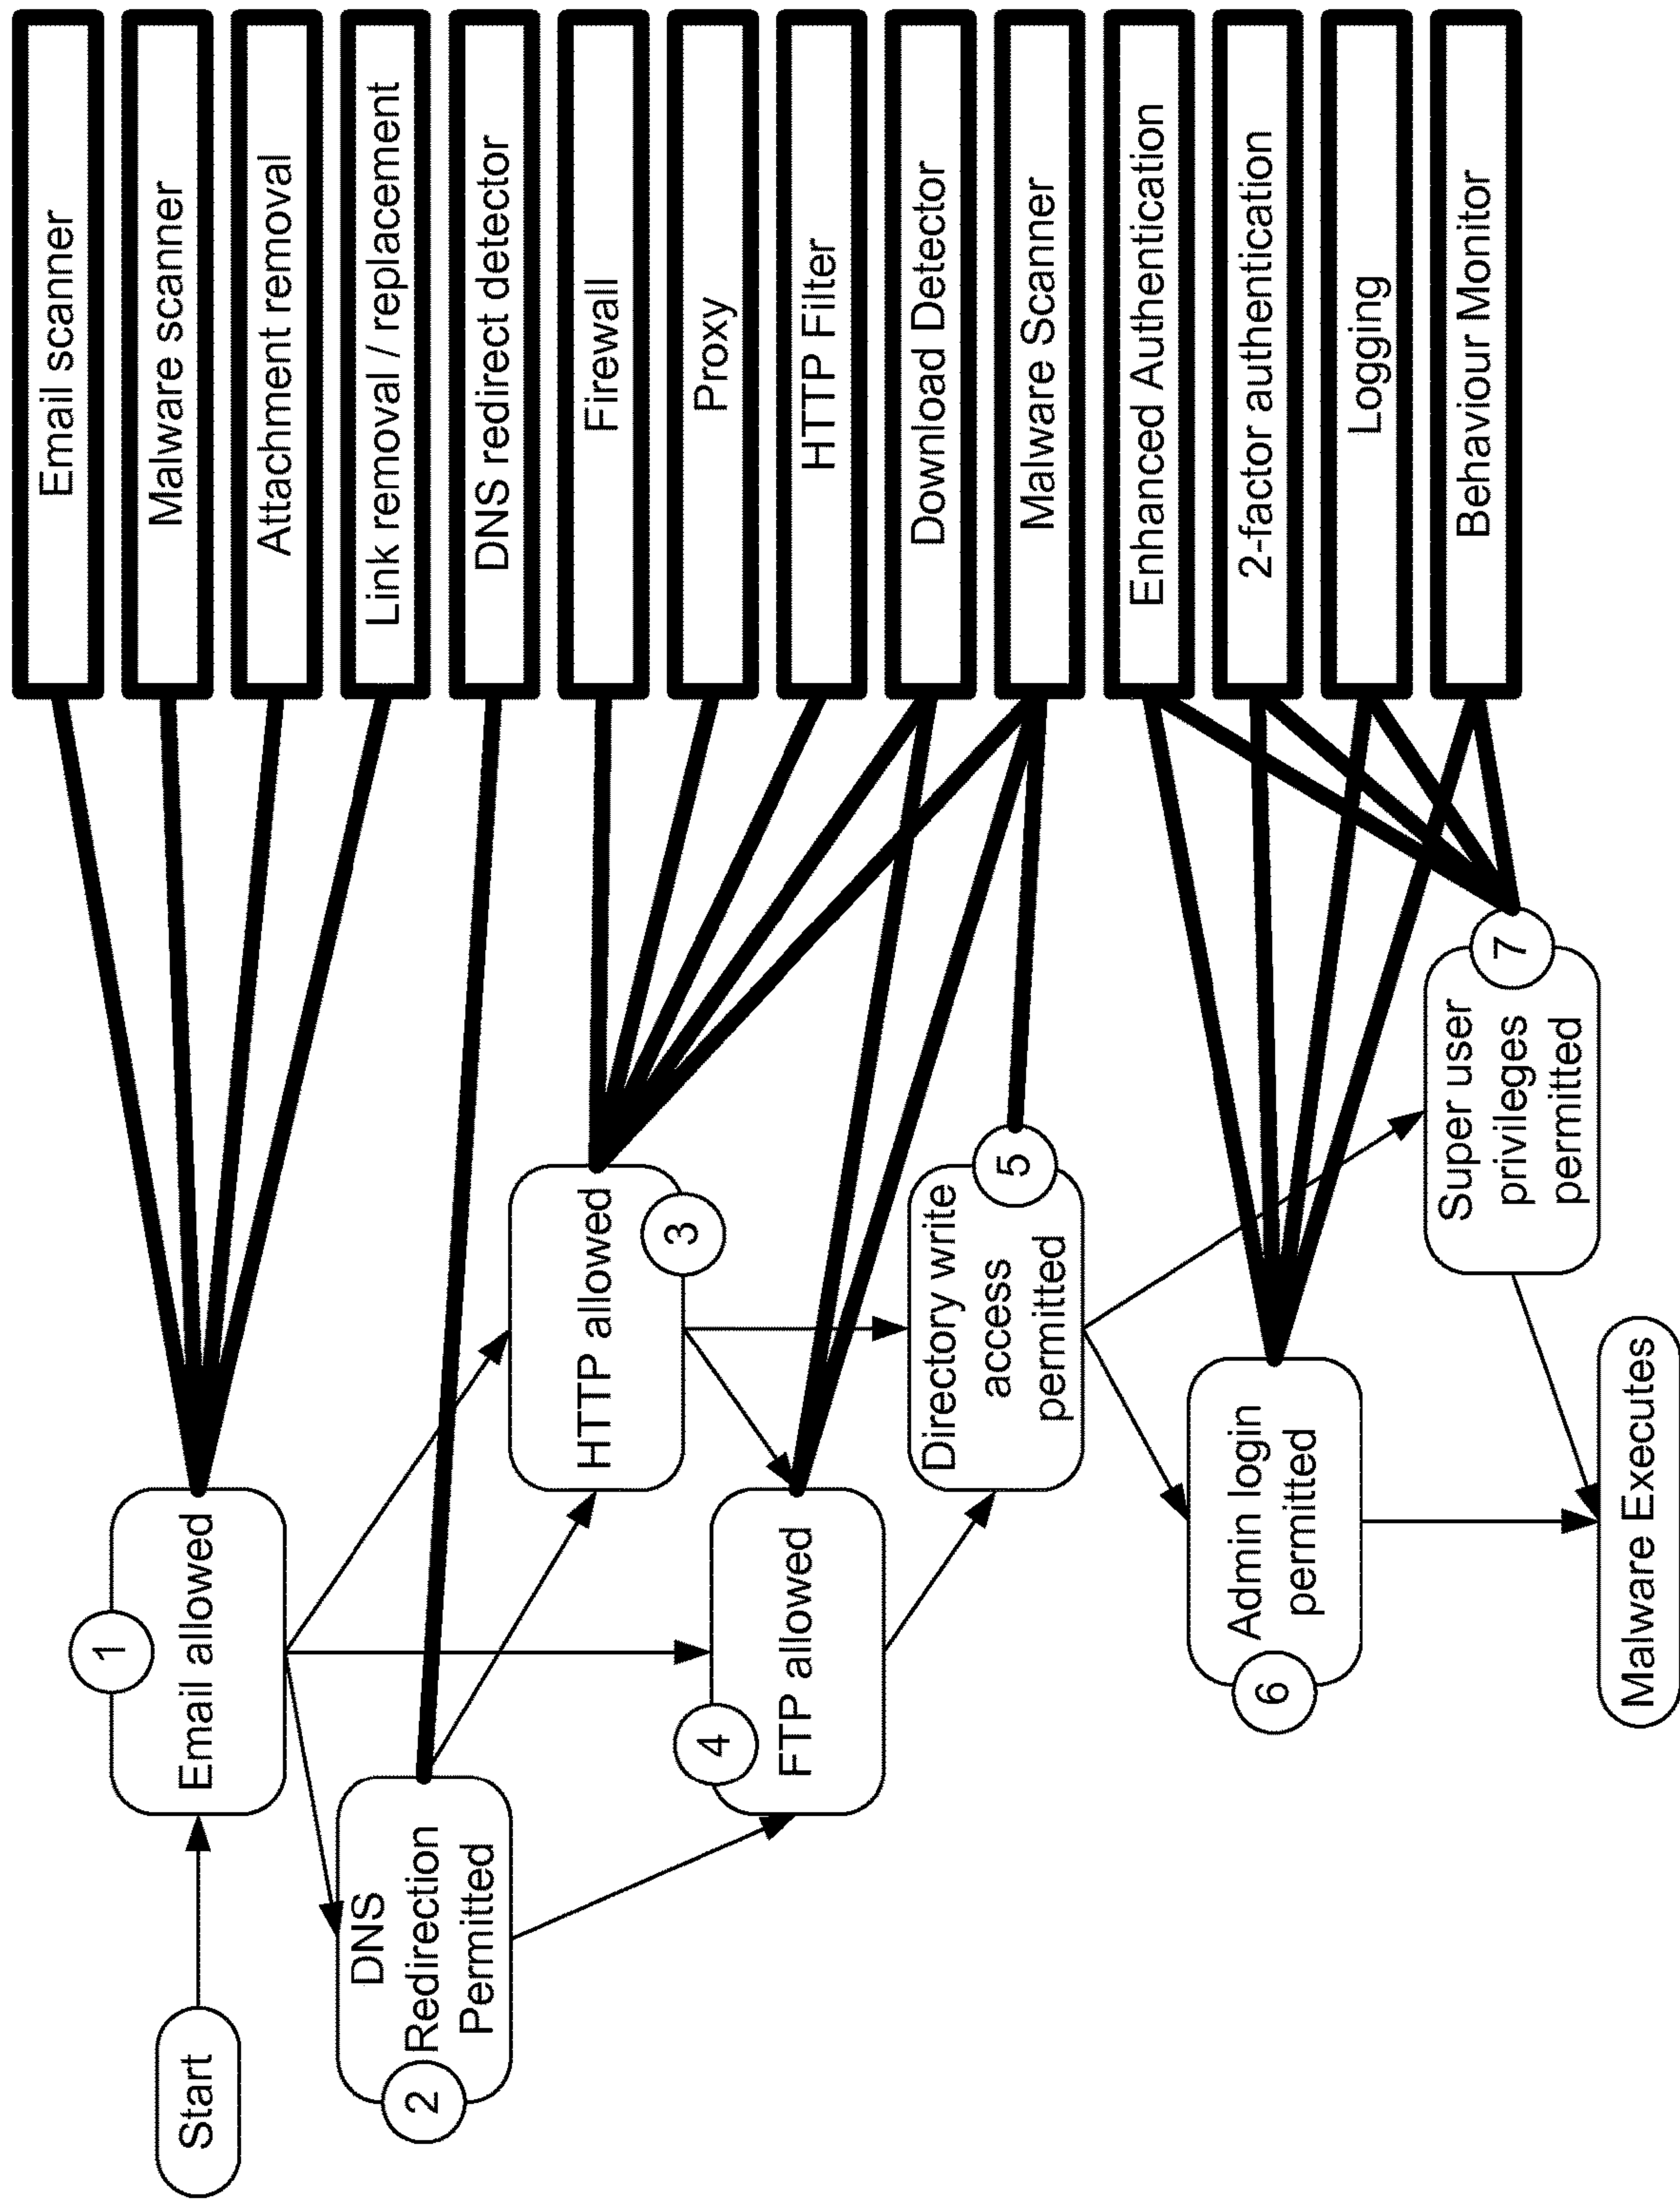 Start
1
Email allowed
2
DNS
Redirection
Permitted
HTTP allowed
3
4
FTP allowed
Directory write
access
permitted
5
6
Admin login
permitted
Super user
privileges
permitted
7
Malware Executes
Email scanner
Malware scanner
Attachment removal
Link removal / replacement
DNS redirect detector
Firewall
Proxy
HTTP Filter
Download Detector
Malware Scanner
Enhanced Authentication
2-factor authentication
Logging
Behaviour Monitor